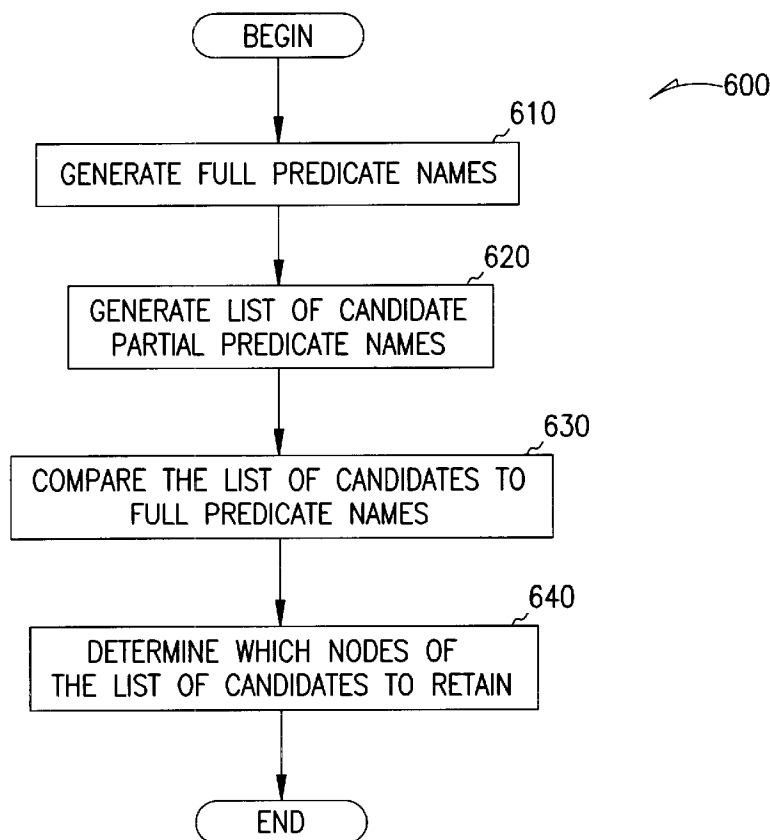 BEGIN
600
610
GENERATE FULL PREDICATE NAMES
620
GENERATE LIST OF CANDIDATE
PARTIAL PREDICATE NAMES
630
COMPARE THE LIST OF CANDIDATES TO
FULL PREDICATE NAMES
640
DETERMINE WHICH NODES OF
THE LIST OF CANDIDATES TO RETAIN
END